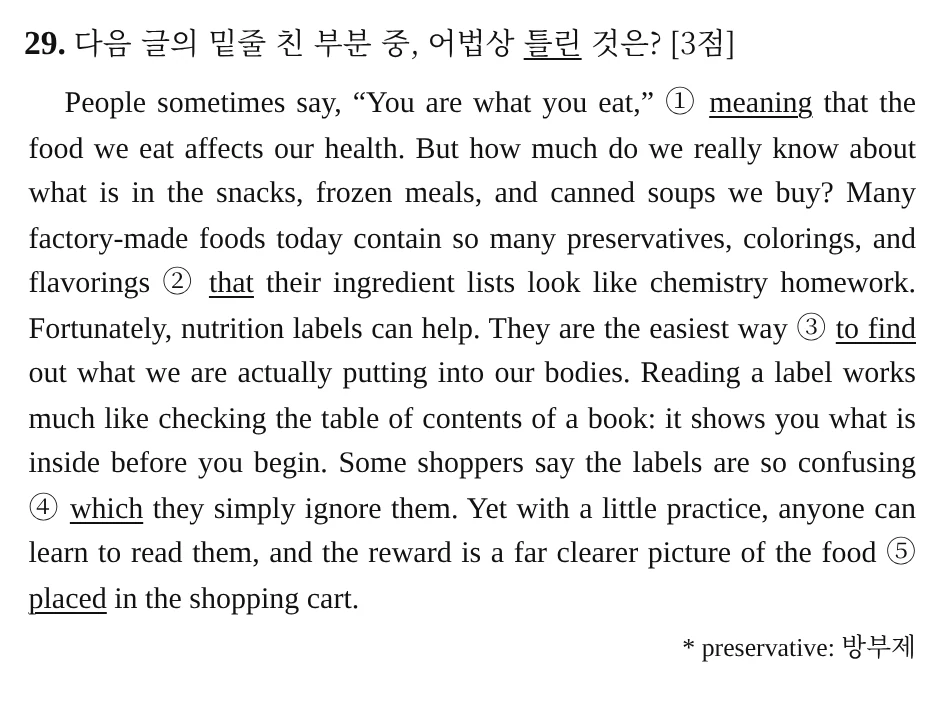 29. 다음 글의 밑줄 친 부분 중, 어법상 틀린 것은? [3점]
People sometimes say, “You are what you eat,” ① meaning that the
food we eat affects our health. But how much do we really know about
what is in the snacks, frozen meals, and canned soups we buy? Many
factory-made foods today contain so many preservatives, colorings, and
flavorings ② that their ingredient lists look like chemistry homework.
Fortunately, nutrition labels can help. They are the easiest way ③ to find
out what we are actually putting into our bodies. Reading a label works
much like checking the table of contents of a book: it shows you what is
inside before you begin. Some shoppers say the labels are so confusing
④ which they simply ignore them. Yet with a little practice, anyone can
learn to read them, and the reward is a far clearer picture of the food ⑤
placed in the shopping cart.
* preservative: 방부제